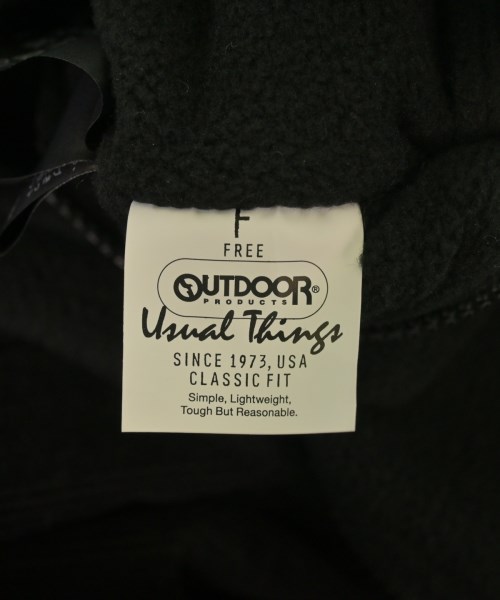 F
FREE
OUTDOOR®
PRODUCTS
Usual Things
SINCE 1973, USA
CLASSIC FIT
Simple, Lightweight,
Tough But Reasonable.